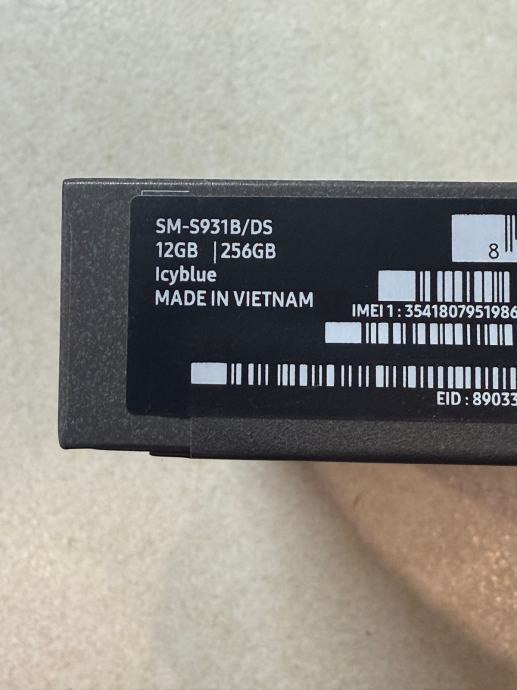 SM-S931B/DS
12GB | 256GB
Icyblue
MADE IN VIETNAM
8
IMEI 1 : 3541807951986
EID : 89033